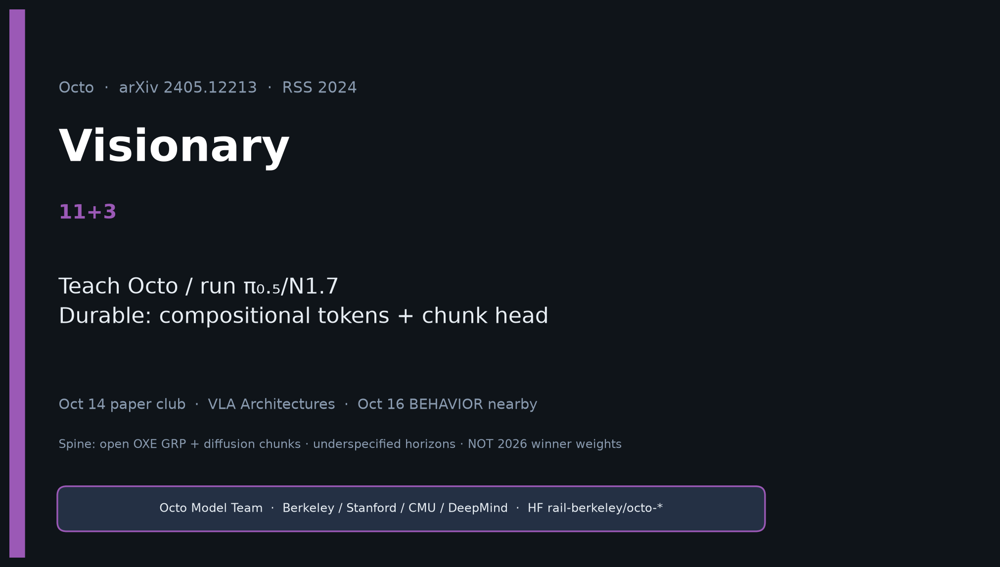 Octo · arXiv 2405.12213 · RSS 2024
Visionary
11+3
Teach Octo / run π₀.₅/N1.7
Durable: compositional tokens + chunk head
Oct 14 paper club · VLA Architectures · Oct 16 BEHAVIOR nearby
Spine: open OXE GRP + diffusion chunks · underspecified horizons · NOT 2026 winner weights
Octo Model Team · Berkeley / Stanford / CMU / DeepMind · HF rail-berkeley/octo-*